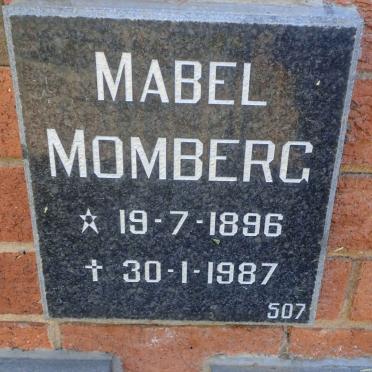 MABEL
MOMBERG
☆ 19-7-1896
† 30-1-1987
507